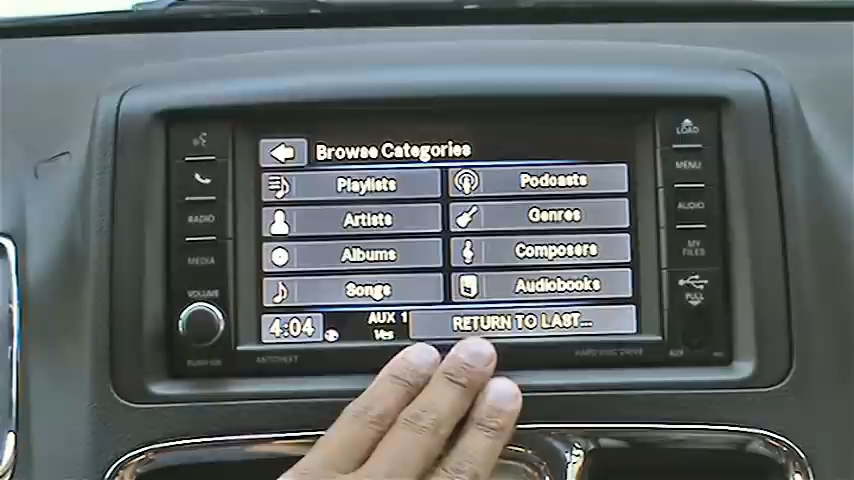 Browse Categories
Playlists
Podcasts
Artists
Genres
Albums
Composers
Songs
Audiobooks
4:04
AUX 1
Ves
RETURN TO LAST...
RADIO
MEDIA
VOLUME
ANTITHEFT
LOAD
MENU
AUDIO
MY
FILES
PULL
HARD DISC DRIVE
AUX